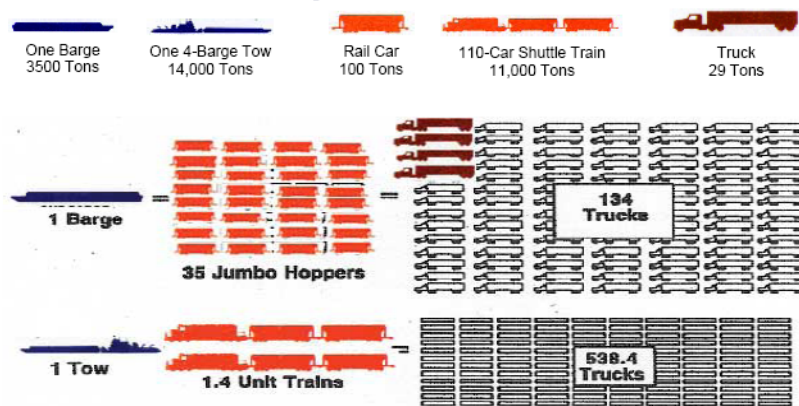 One Barge
3500 Tons
One 4-Barge Tow
14,000 Tons
Rail Car
100 Tons
110-Car Shuttle Train
11,000 Tons
Truck
29 Tons
1 Barge
=
35 Jumbo Hoppers
=
134
Trucks
1 Tow
1.4 Unit Trains
=
538.4
Trucks